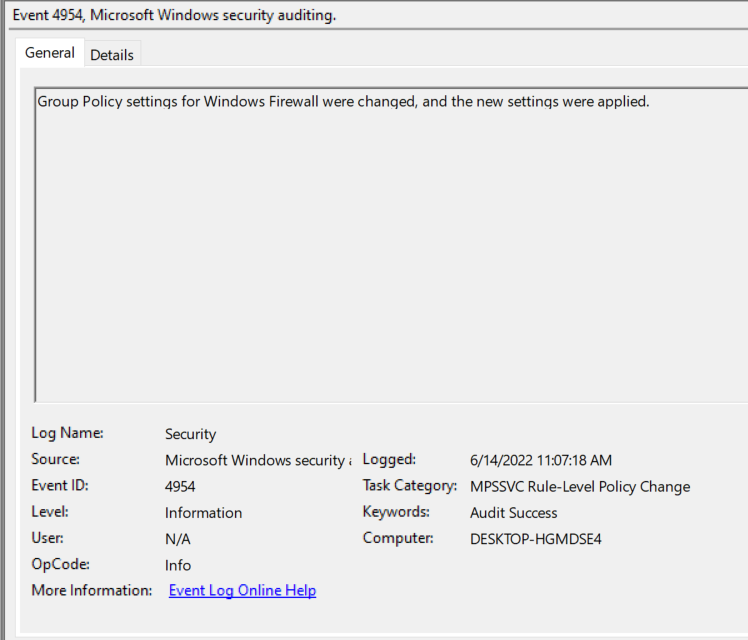 Event 4954, Microsoft Windows security auditing.
General Details
Group Policy settings for Windows Firewall were changed, and the new settings were applied.
Log Name: Security
Source: Microsoft Windows security Logged: 6/14/2022 11:07:18 AM
Event ID: 4954 Task Category: MPSSVC Rule-Level Policy Change
Level: Information Keywords: Audit Success
User: N/A Computer: DESKTOP-HGMDSE4
OpCode: Info
More Information: Event Log Online Help